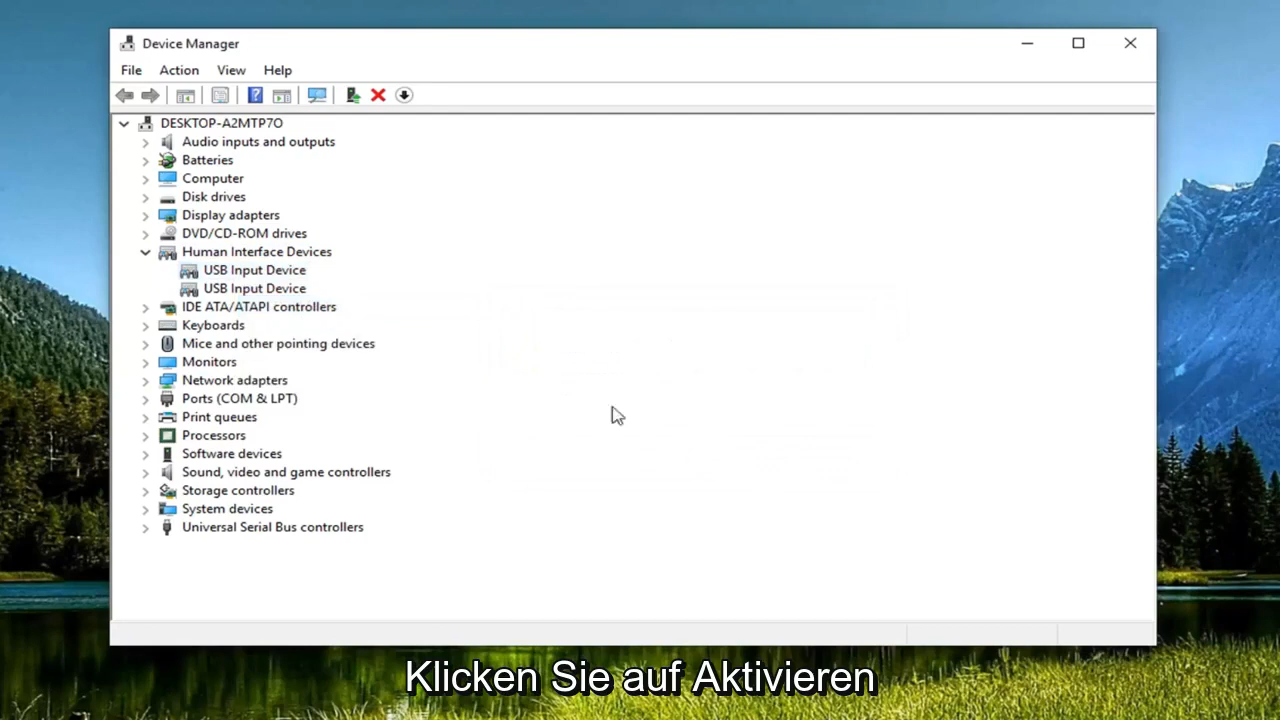 Device Manager
File Action View Help
DESKTOP-A2MTP7O
Audio inputs and outputs
Batteries
Computer
Disk drives
Display adapters
DVD/CD-ROM drives
Human Interface Devices
USB Input Device
USB Input Device
IDE ATA/ATAPI controllers
Keyboards
Mice and other pointing devices
Monitors
Network adapters
Ports (COM & LPT)
Print queues
Processors
Software devices
Sound, video and game controllers
Storage controllers
System devices
Universal Serial Bus controllers
Klicken Sie auf Aktivieren